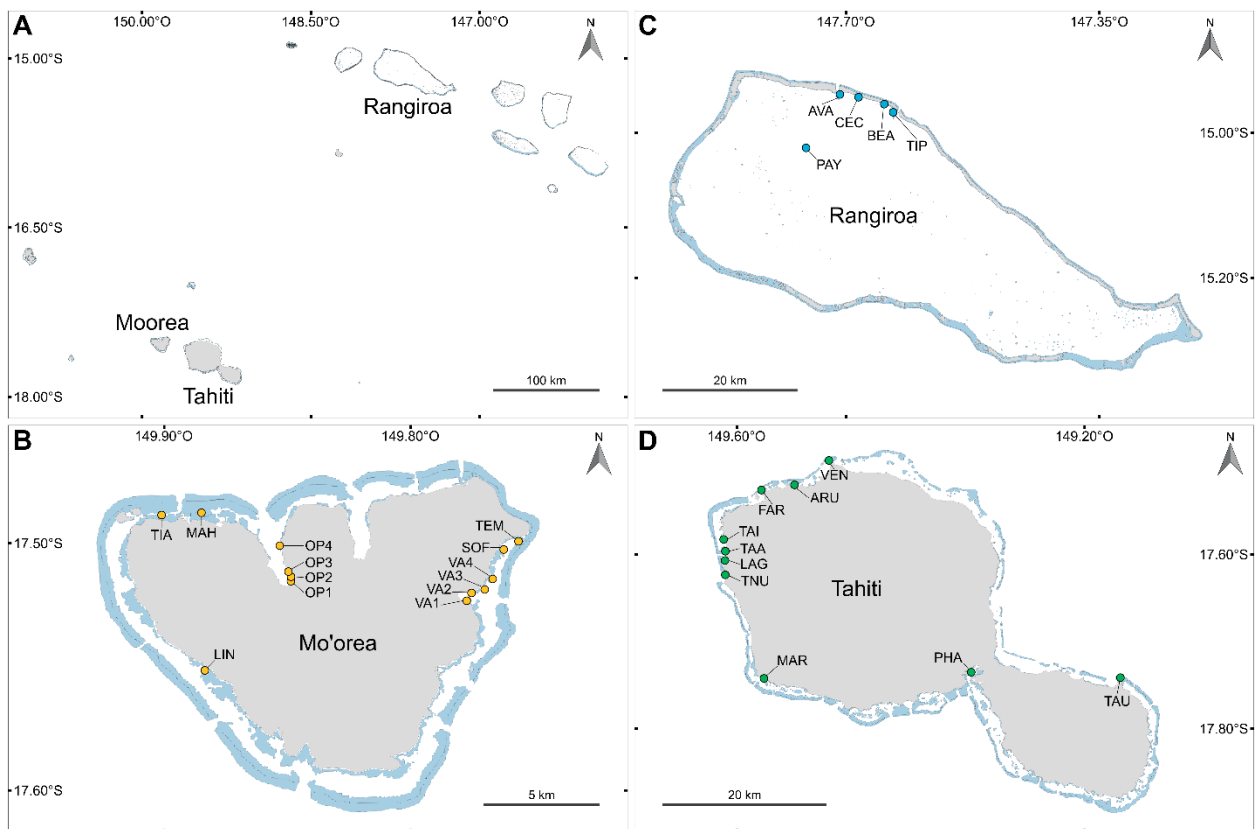 A
150.00°O
148.50°O
147.00°O
N
15.00°S
16.50°S
18.00°S
Rangiroa
Moorea
Tahiti
100 km
C
147.70°O
147.35°O
N
15.00°S
15.20°S
AVA
CEC
BEA
TIP
PAY
Rangiroa
20 km
B
149.90°O
149.80°O
N
17.50°S
17.60°S
TIA
MAH
OP4
OP3
OP2
OP1
TEM
SOF
VA4
VA3
VA2
VA1
LIN
Mo'orea
5 km
D
149.60°O
149.20°O
N
17.60°S
17.80°S
VEN
ARU
FAR
TAI
TAA
LAG
TNU
Tahiti
MAR
PHA
TAU
20 km